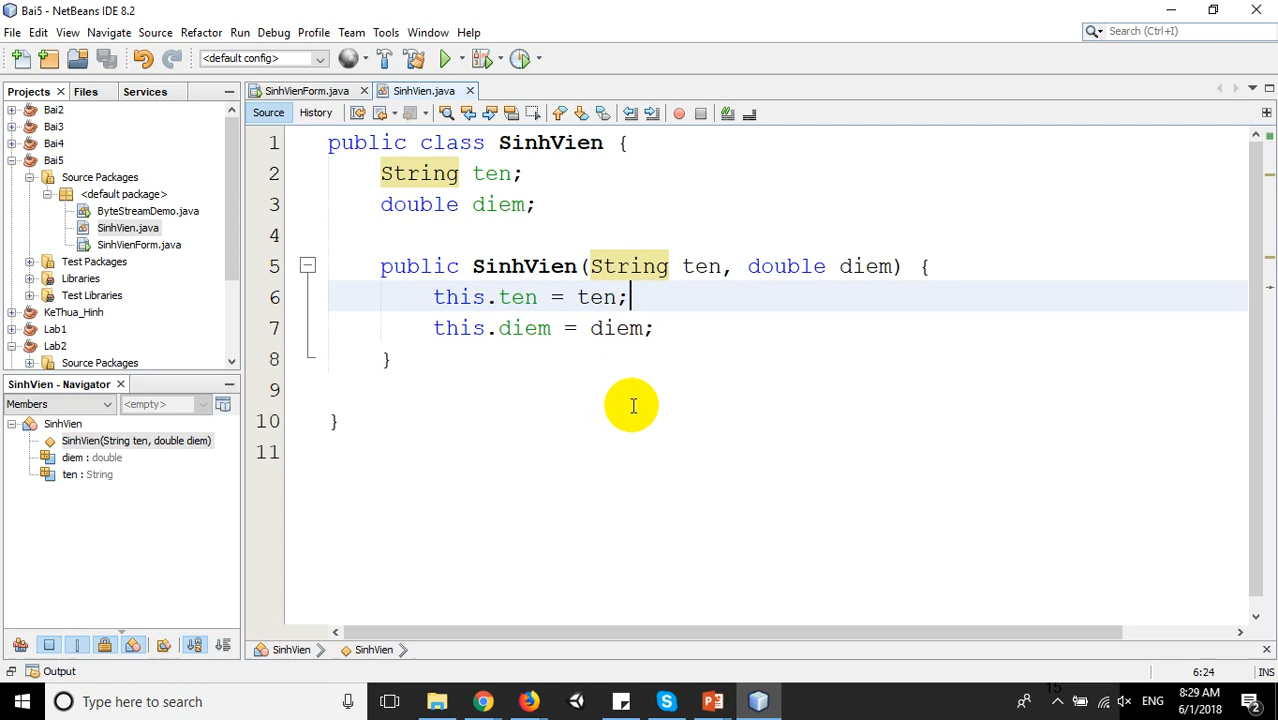 Bai5 - NetBeans IDE 8.2
File Edit View Navigate Source Refactor Run Debug Profile Team Tools Window Help
Search (Ctrl+I)
<default config>
Projects Files Services
Bai2
Bai3
Bai4
Bai5
Source Packages
<default package>
ByteStreamDemo.java
SinhVien.java
SinhVienForm.java
Test Packages
Libraries
Test Libraries
KeThua_Hinh
Lab1
Lab2
Source Packages
SinhVien - Navigator
Members
<empty>
SinhVien
SinhVien(String ten, double diem)
diem : double
ten : String
SinhVienForm.java SinhVien.java
Source History
1 public class SinhVien {
2 String ten;
3 double diem;
4
5 public SinhVien(String ten, double diem) {
6 this.ten = ten;
7 this.diem = diem;
8 }
9
10 }
11
SinhVien SinhVien
Output
6:24 INS
Type here to search
15
ENG
8:29 AM
6/1/2018
2